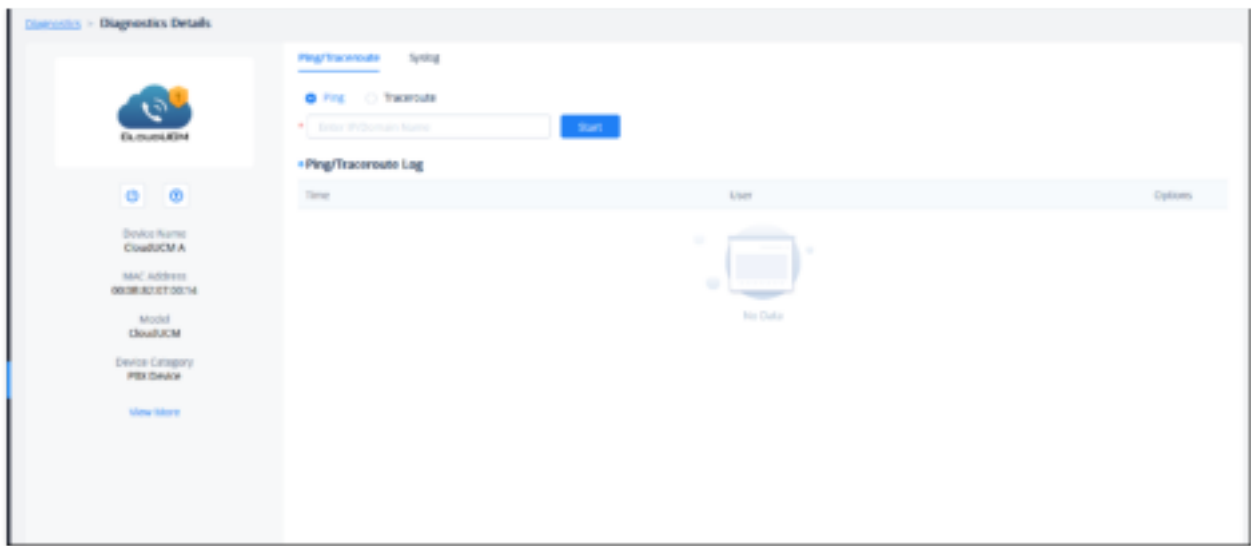 Diagnostics > Diagnostics Details
CLOUDUCM
Device Name
CloudUCM A
MAC Address
Model
CloudUCM
Device Category
PBX Device
View More
Ping/Traceroute Syslog
Ping Traceroute
* Enter IP/Domain Name Start
Ping/Traceroute Log
Time User Options
No Data